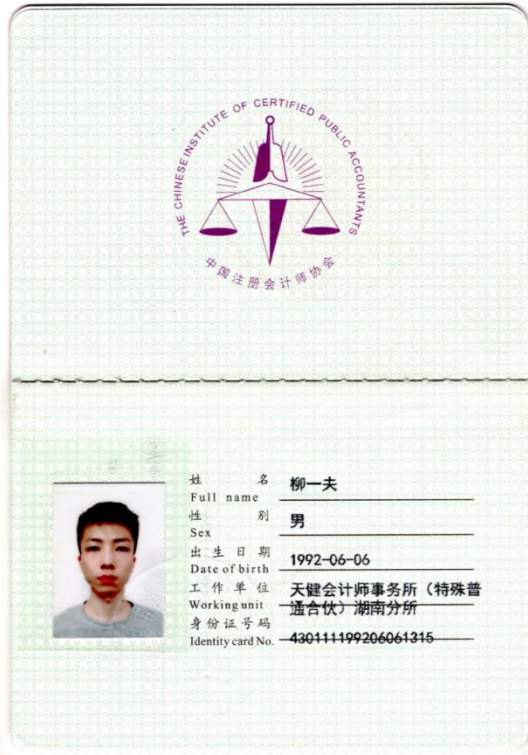 THE CHINESE INSTITUTE OF CERTIFIED PUBLIC ACCOUNTANTS
中国注册会计师协会
姓名 柳一夫
Full name
性别 男
Sex
出生日期 1992-06-06
Date of birth
工作单位 天健会计师事务所（特殊普
Working unit 通合伙）湖南分所
身份证号码
Identity card No. 430111199206061315